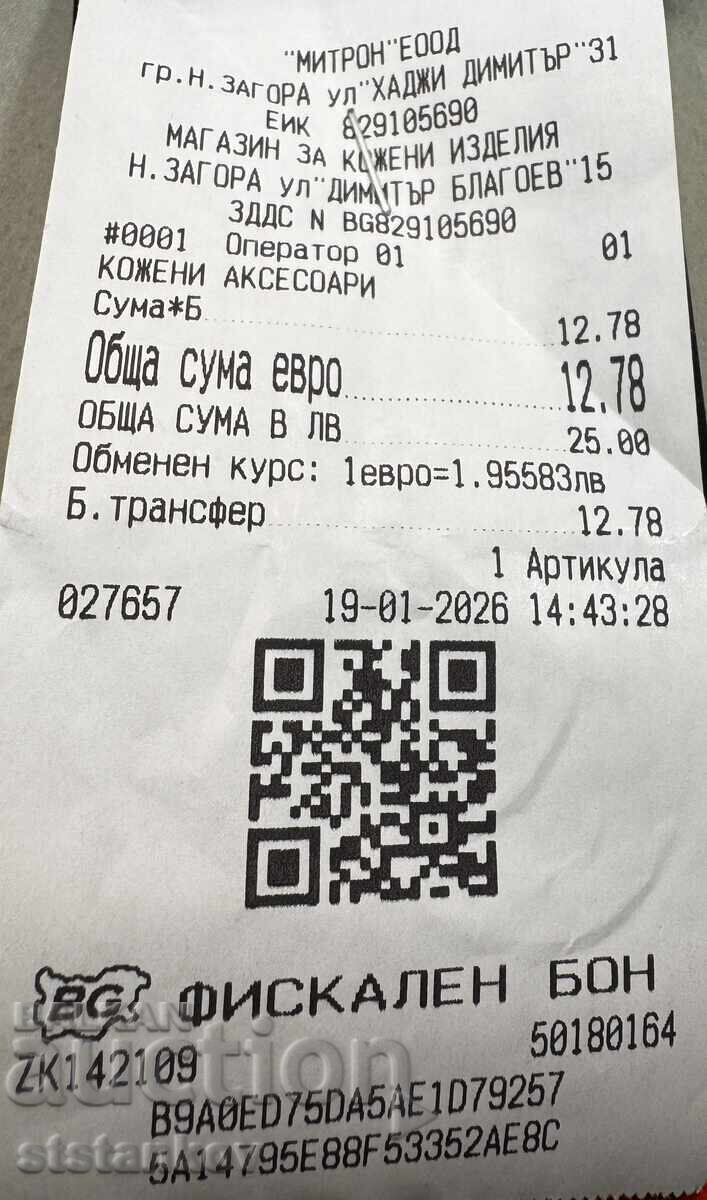 "МИТРОН"ЕООД
гр.Н.ЗАГОРА ул"ХАДЖИ ДИМИТЪР"31
ЕИК 829105690
МАГАЗИН ЗА КОЖЕНИ ИЗДЕЛИЯ
Н.ЗАГОРА ул"ДИМИТЪР БЛАГОЕВ"15
ЗДДС N BG829105690
#0001 Оператор 01 01
КОЖЕНИ АКСЕСОАРИ
Сума*Б 12.78
Обща сума евро 12.78
ОБЩА СУМА В ЛВ 25.00
Обменен курс: 1евро=1.95583лв
Б.трансфер 12.78
1 Артикула
027657 19-01-2026 14:43:28
BG ФИСКАЛЕН БОН
ZK142109 50180164
B9A0ED75DA5AE1D79257
5A14795E88F53352AE8C
BALKAN
auction
ststankov